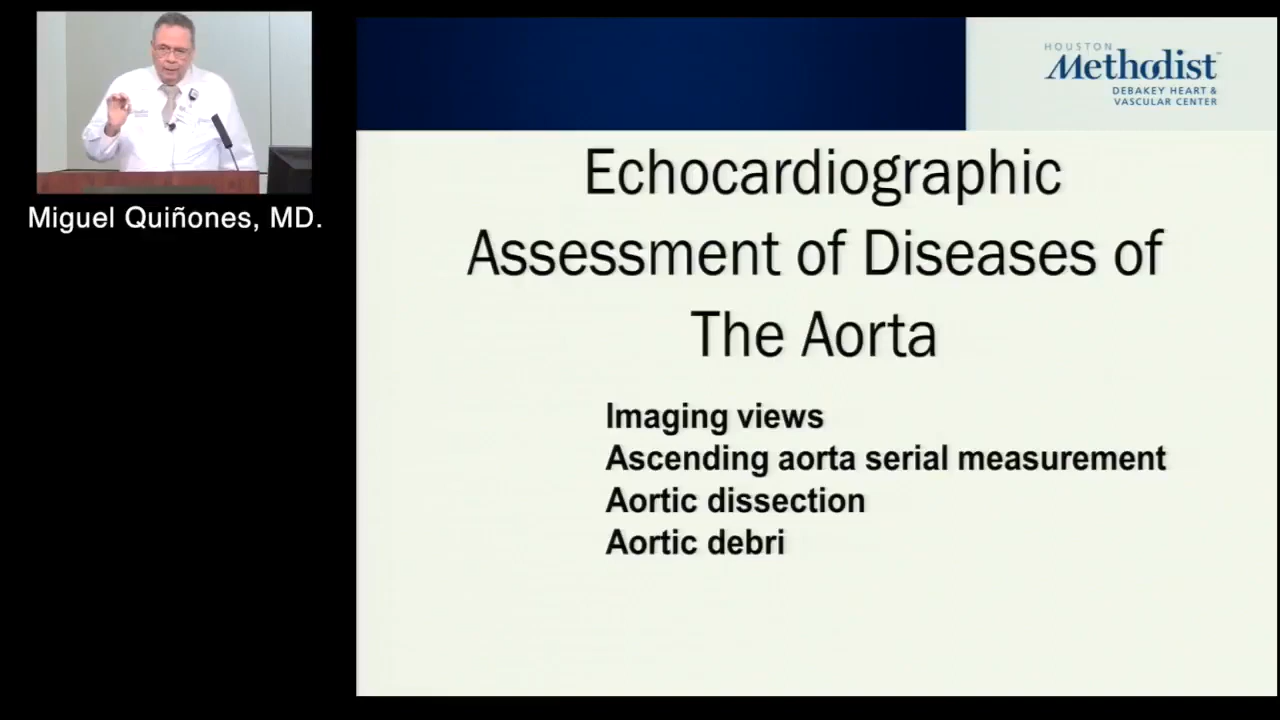 Miguel Quiñones, MD.
HOUSTON
Methodist
DEBAKEY HEART &
VASCULAR CENTER
Echocardiographic
Assessment of Diseases of
The Aorta
Imaging views
Ascending aorta serial measurement
Aortic dissection
Aortic debri